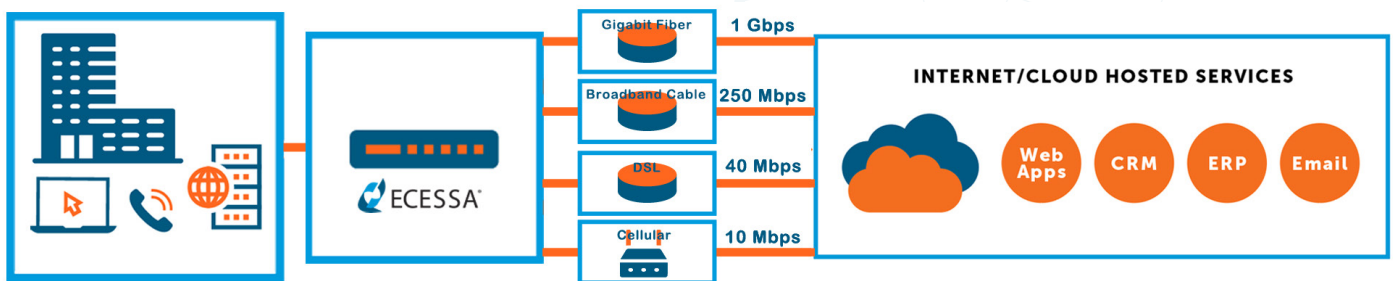 ECESSA®
Gigabit Fiber
1 Gbps
Broadband Cable
250 Mbps
DSL
40 Mbps
Cellular
10 Mbps
INTERNET/CLOUD HOSTED SERVICES
Web
Apps
CRM
ERP
Email